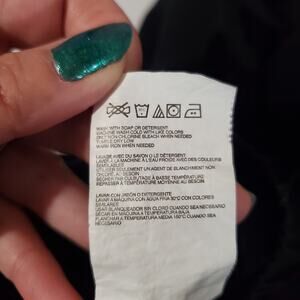 WASH WITH SOAP OR DETERGENT
MACHINE WASH COLD WITH LIKE COLORS
ONLY NON CHLORINE BLEACH WHEN NEEDED
TUMBLE DRY LOW
WARM IRON WHEN NEEDED
LAVAGE AVEC DU SAVON O LE DÉTERGENT
LAVER À LA MACHINE À L'EAU FROIDE AVEC DES COULEURS
SEMBLABLES
UTILISER SEULEMENT UN AGENT DE BLANCHIMENT NON
CHLORÉ, AU BESOIN
SÉCHER PAR CULBUTAGE À BASSE TEMPÉRATURE
REPASSER À TEMPÉRATURE MOYENNE AU BESOIN
LAVAR CON JABÓN O DETERGENTE
LAVAR A MÁQUINA CON AGUA FRÍA 30°C CON COLORES
SIMILARES
USAR BLANQUEADOR SIN CLORO CUANDO SEA NECESARIO
SECAR EN MÁQUINA A TEMPERATURA BAJA
PLANCHAR A TEMPERATURA MEDIA 150°C CUANDO SEA
NECESARIO